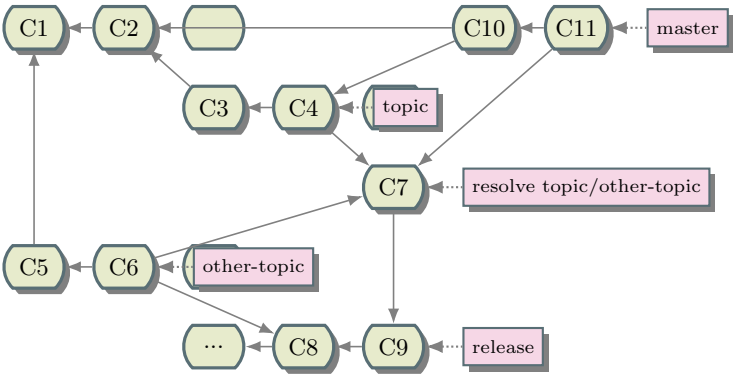 C1 C2 C10 C11 master
C3 C4 topic
C7 resolve topic/other-topic
C5 C6 other-topic
... C8 C9 release